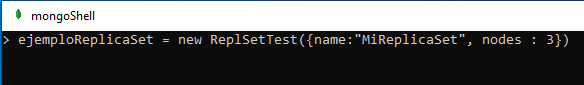 mongoShell
> ejemploReplicaSet = new ReplSetTest({name:"MiReplicaSet", nodes : 3})